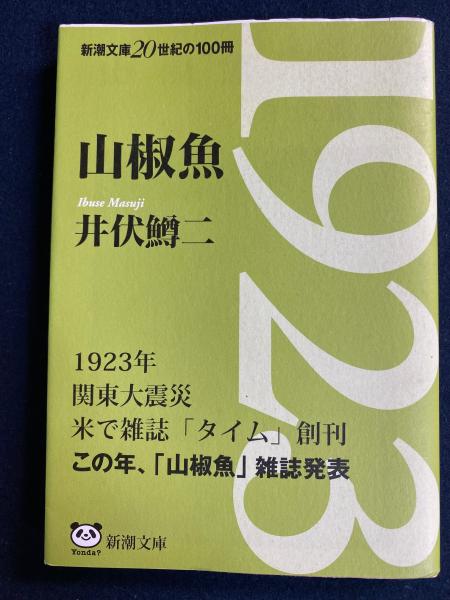 新潮文庫20世紀の100冊
1923
山椒魚
Ibuse Masuji
井伏鱒二
1923年
関東大震災
米で雑誌「タイム」創刊
この年、「山椒魚」雑誌発表
Yonda?
新潮文庫